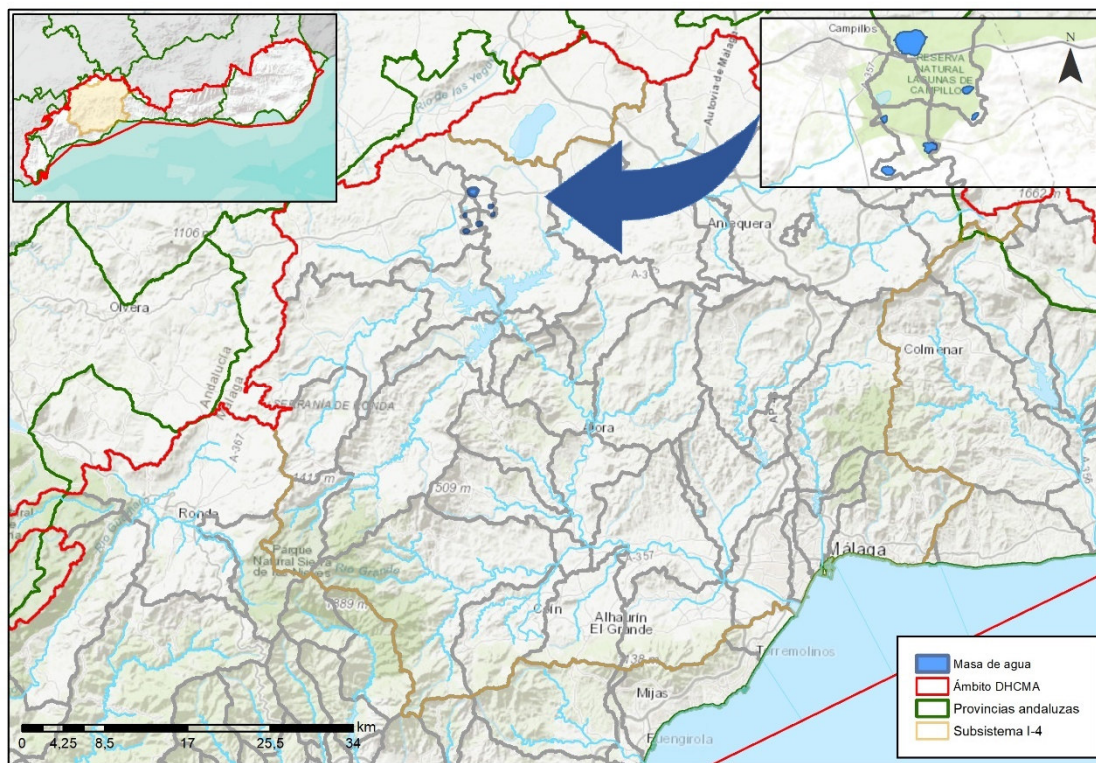 Campillos
N
A-357
RESERVA
NATURAL
LAGUNAS DE
CAMPILLO
Río de las Yeguas
Autovía de Málaga
1662 m
1106 m
Antequera
Olvera
Andalucía
Málaga
Colmenar
SERRANÍA DE RONDA
A-367
Álora
1415 m
509 m
Ronda
Parque
Natural Sierra
de las Nieves
Río Grande
A-357
Málaga
1389 m
Coín
Alhaurín
El Grande
Torremolinos
Mijas
Fuengirola
km
0 4,25 8,5 17 25,5 34
Masa de agua
Ámbito DHCMA
Provincias andaluzas
Subsistema I-4